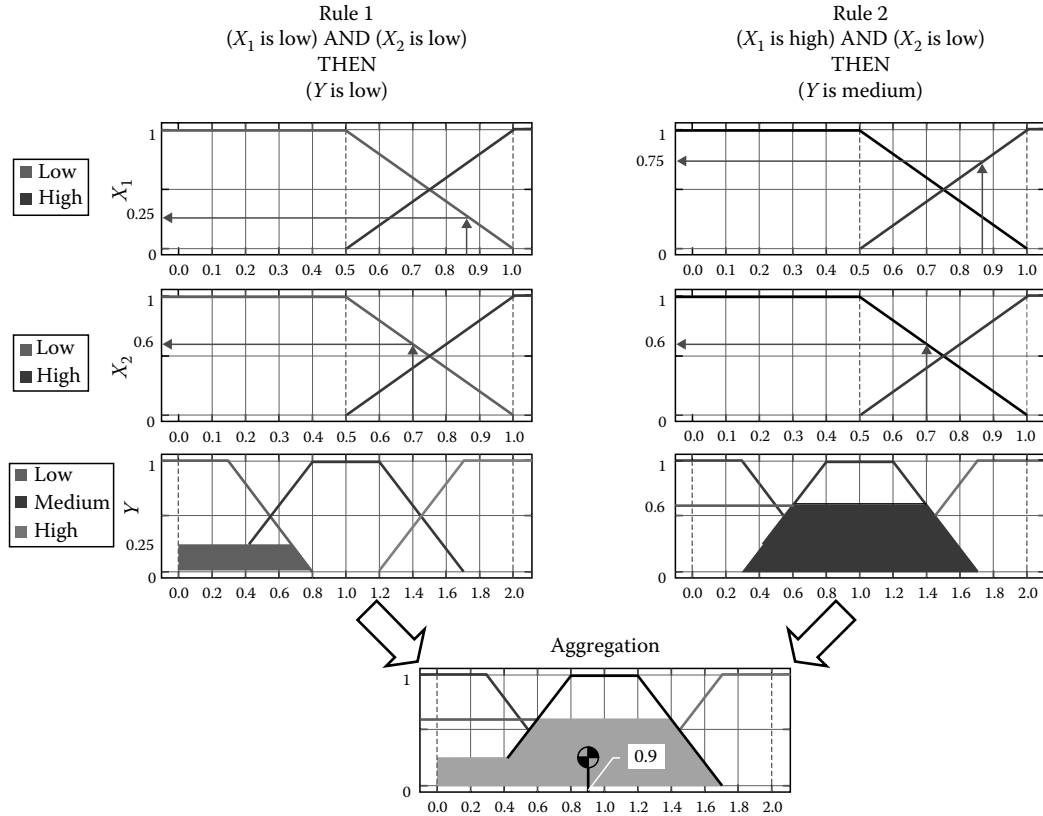 Rule 1
(X₁ is low) AND (X₂ is low)
THEN
(Y is low)
Rule 2
(X₁ is high) AND (X₂ is low)
THEN
(Y is medium)
Low
High
X₁
1
0.25
0
0.0 0.1 0.2 0.3 0.4 0.5 0.6 0.7 0.8 0.9 1.0
1
0.75
0
0.0 0.1 0.2 0.3 0.4 0.5 0.6 0.7 0.8 0.9 1.0
Low
High
X₂
1
0.6
0
0.0 0.1 0.2 0.3 0.4 0.5 0.6 0.7 0.8 0.9 1.0
1
0.6
0
0.0 0.1 0.2 0.3 0.4 0.5 0.6 0.7 0.8 0.9 1.0
Low
Medium
High
Y
1
0.25
0
0.0 0.2 0.4 0.6 0.8 1.0 1.2 1.4 1.6 1.8 2.0
1
0.6
0
0.0 0.2 0.4 0.6 0.8 1.0 1.2 1.4 1.6 1.8 2.0
Aggregation
1
0.9
0
0.0 0.2 0.4 0.6 0.8 1.0 1.2 1.4 1.6 1.8 2.0